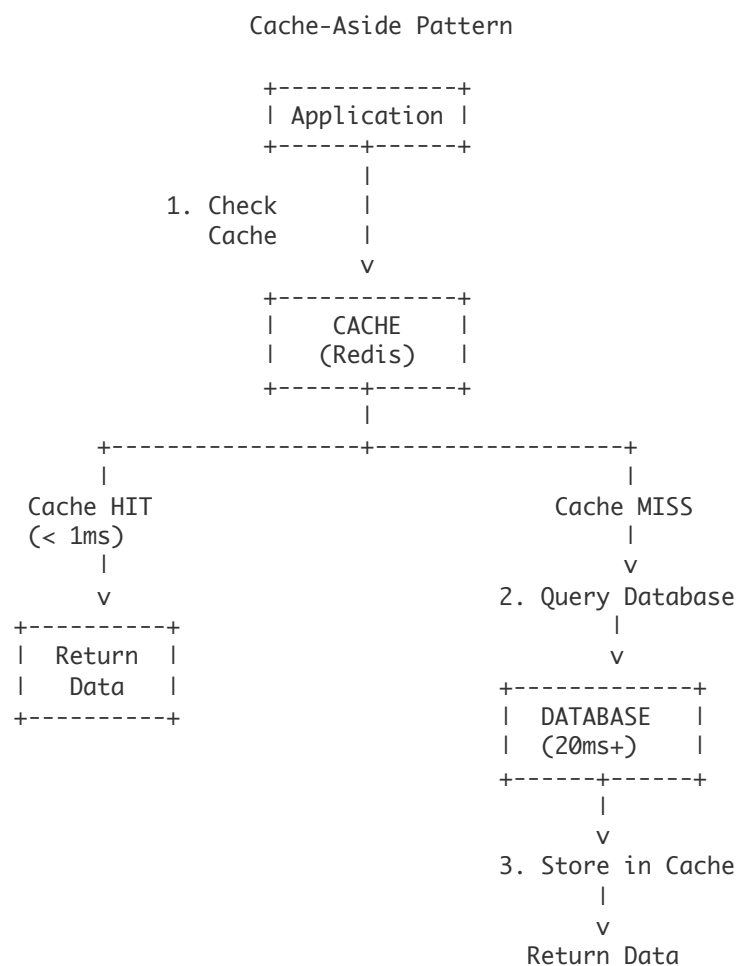 Cache-Aside Pattern
+-------------+
| Application |
+------+------+
|
1. Check |
Cache |
v
+-------------+
| CACHE |
| (Redis) |
+------+------+
|
+------------------+------------------+
| |
Cache HIT Cache MISS
(< 1ms) |
| v
v 2. Query Database
+----------+ |
| Return | v
| Data | +-------------+
+----------+ | DATABASE |
| (20ms+) |
+------+------+
|
v
3. Store in Cache
|
v
Return Data